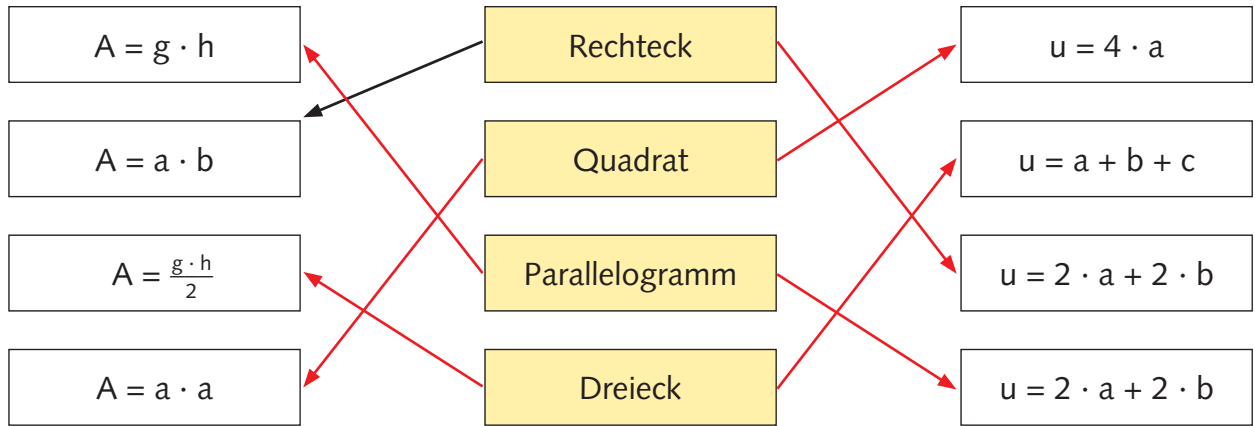 A = g · h
Rechteck
u = 4 · a
A = a · b
Quadrat
u = a + b + c
A = g · h / 2
Parallelogramm
u = 2 · a + 2 · b
A = a · a
Dreieck
u = 2 · a + 2 · b